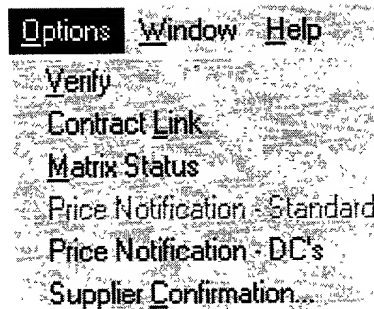 Options Window Help
Verify
Contract Link
Matrix Status
Price Notification - Standard
Price Notification - DC's
Supplier Confirmation...